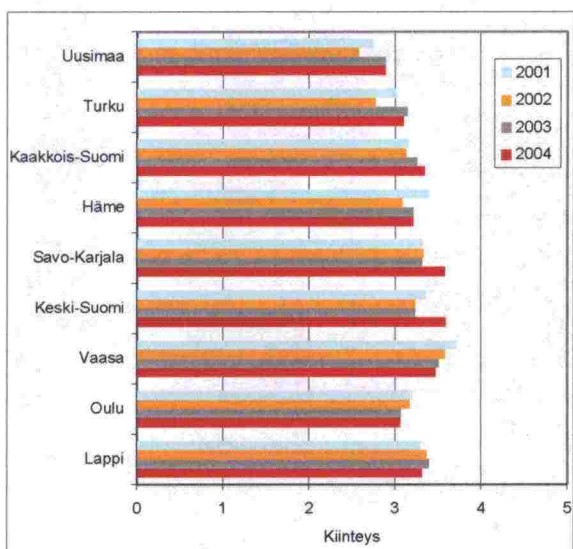 Uusimaa
Turku
Kaakkois-Suomi
Häme
Savo-Karjala
Keski-Suomi
Vaasa
Oulu
Lappi
2001
2002
2003
2004
0 1 2 3 4 5
Kiinteys